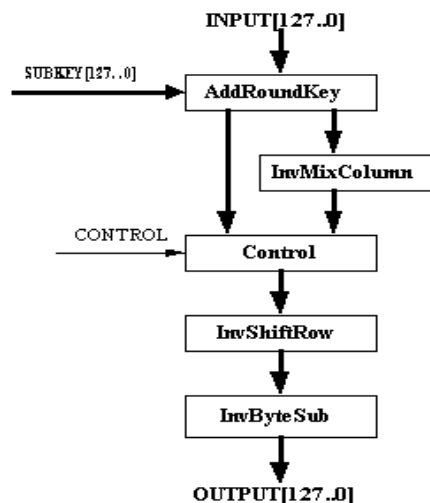 INPUT[127..0]
SUBKEY[127..0]
AddRoundKey
InvMixColumn
CONTROL
Control
InvShiftRow
InvByteSub
OUTPUT[127..0]